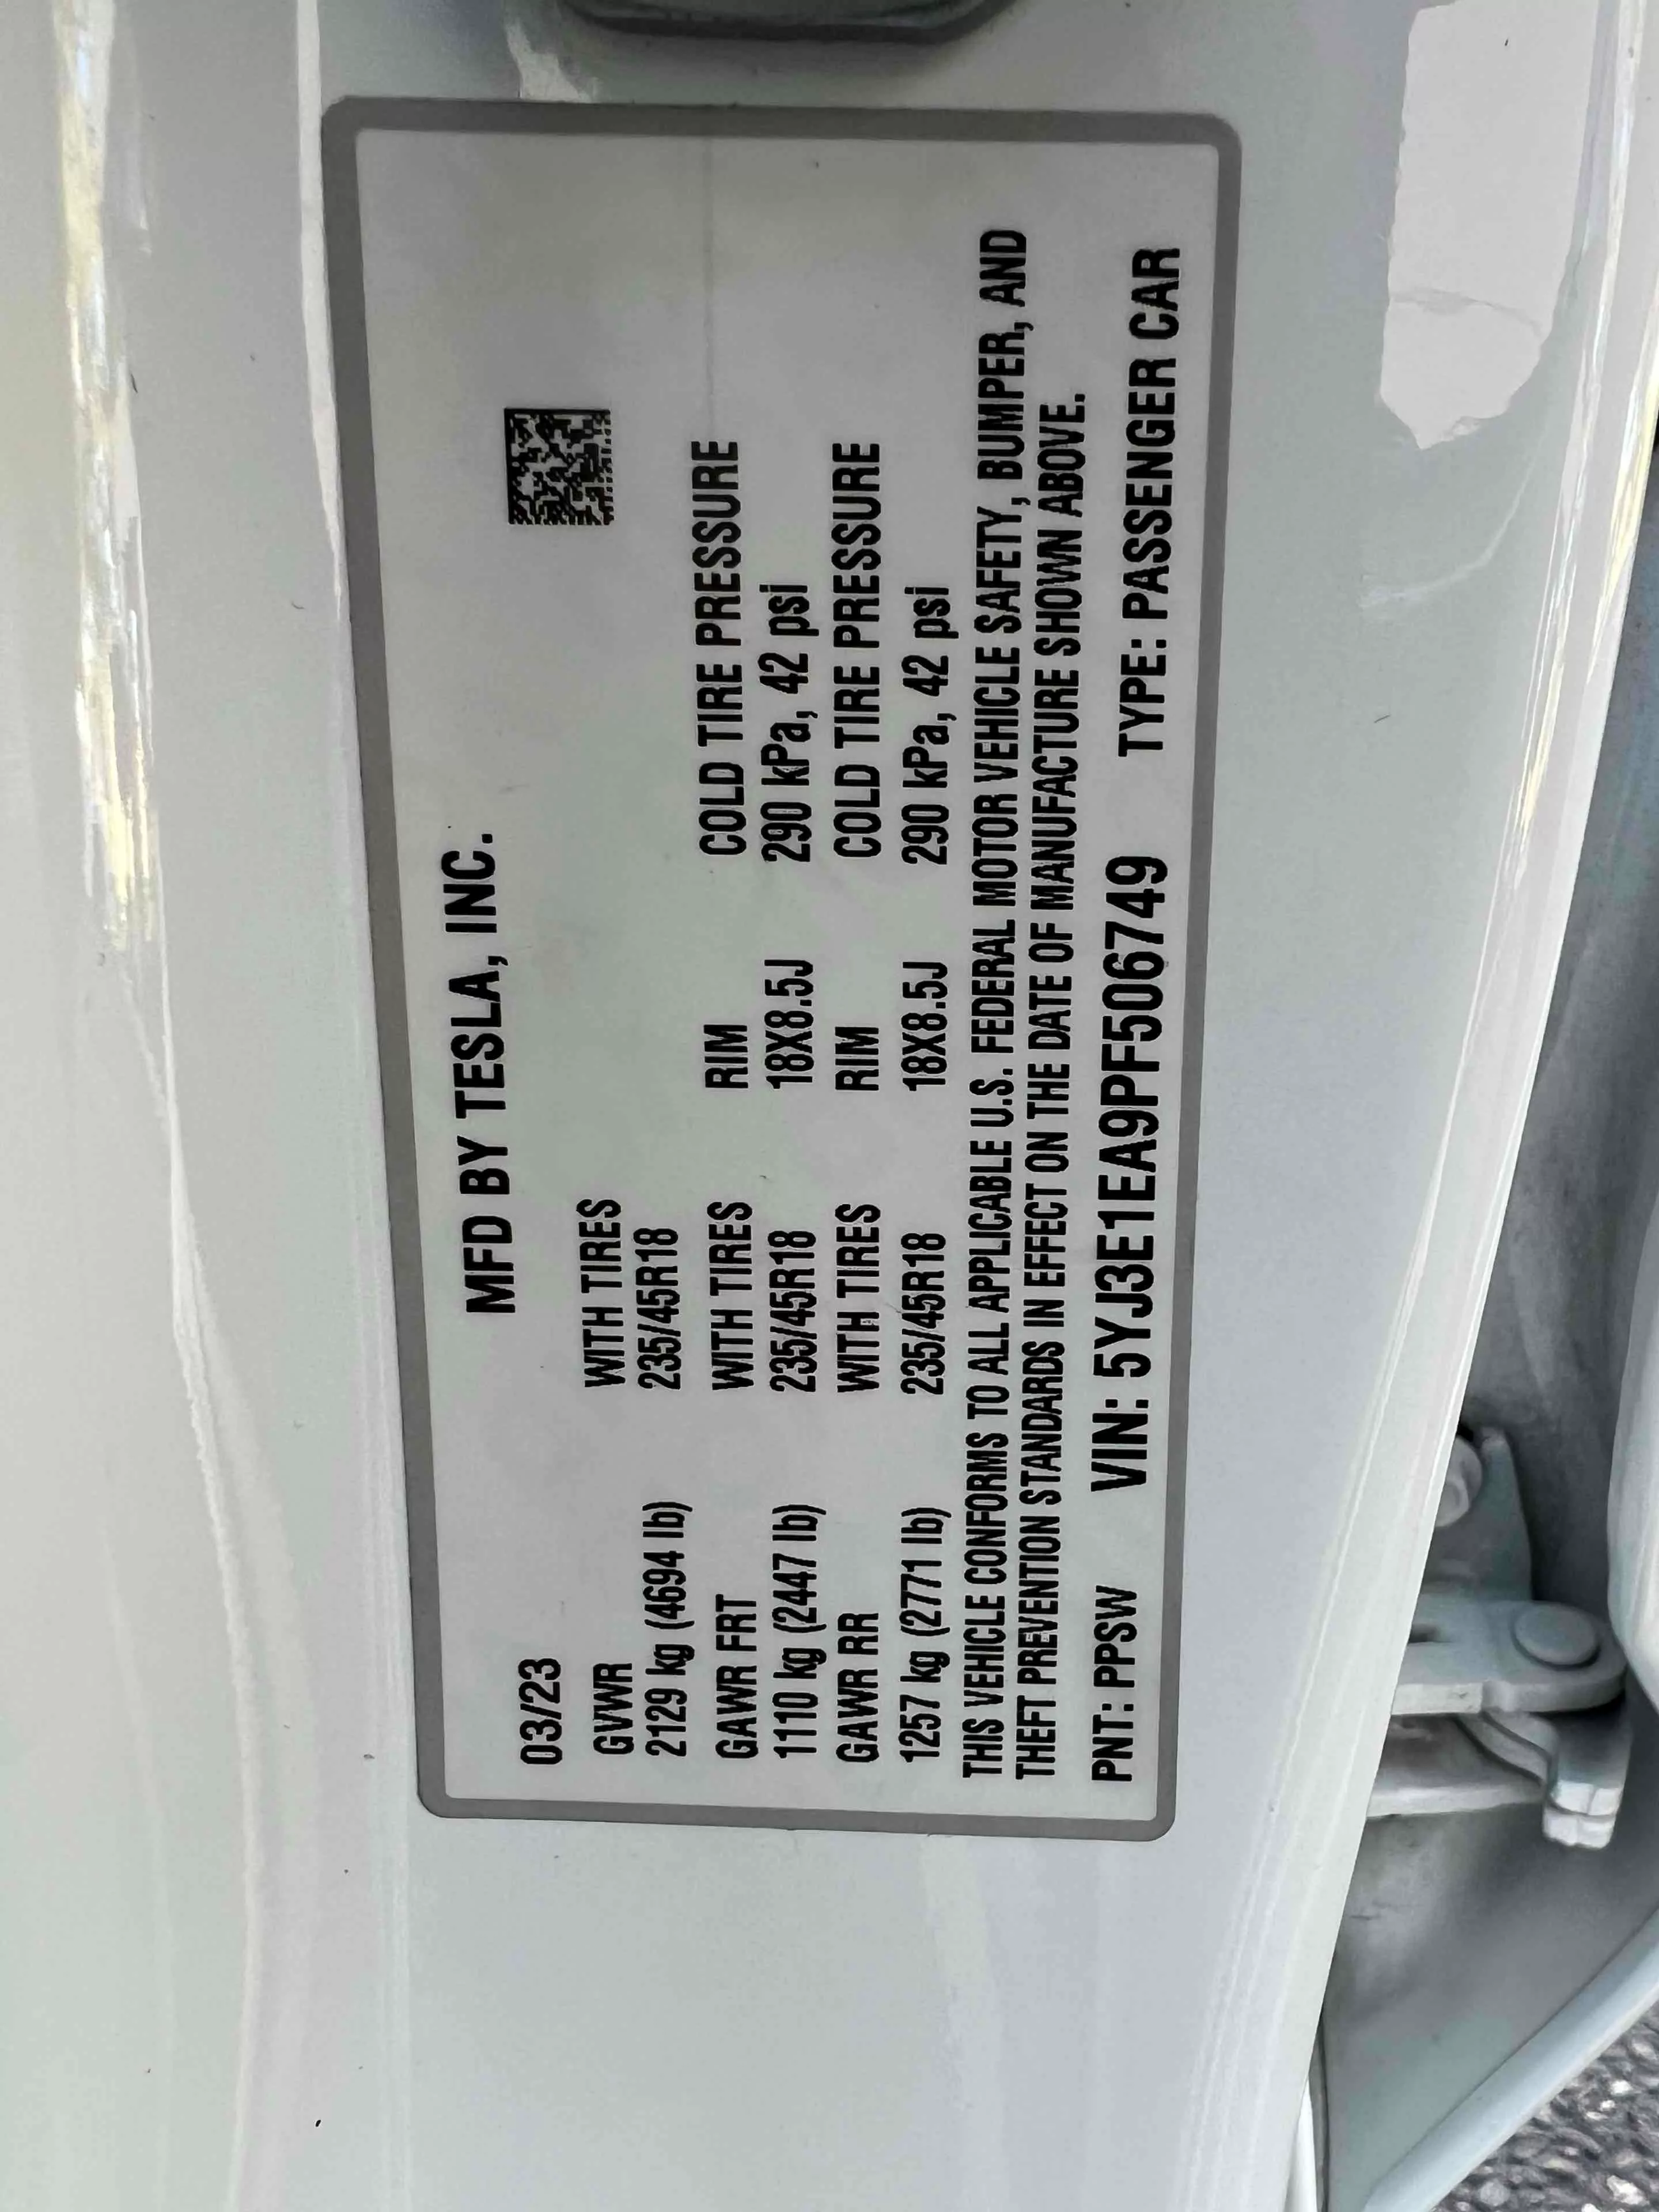 MFD BY TESLA, INC.
03/23
GVWR WITH TIRES
2129 kg (4694 lb) 235/45R18
GAWR FRT WITH TIRES RIM COLD TIRE PRESSURE
1110 kg (2447 lb) 235/45R18 18X8.5J 290 kPa, 42 psi
GAWR RR WITH TIRES RIM COLD TIRE PRESSURE
1257 kg (2771 lb) 235/45R18 18X8.5J 290 kPa, 42 psi
THIS VEHICLE CONFORMS TO ALL APPLICABLE U.S. FEDERAL MOTOR VEHICLE SAFETY, BUMPER, AND
THEFT PREVENTION STANDARDS IN EFFECT ON THE DATE OF MANUFACTURE SHOWN ABOVE.
PNT: PPSW VIN: 5YJ3E1EA9PF506749 TYPE: PASSENGER CAR